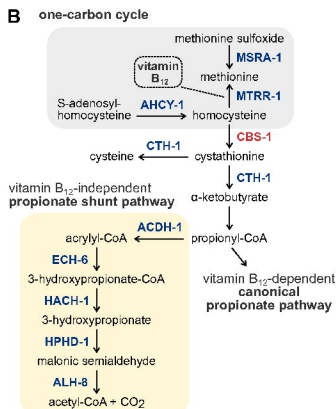 B
one-carbon cycle
methionine sulfoxide
MSRA-1
vitamin
B12
methionine
MTRR-1
S-adenosyl-
homocysteine
AHCY-1
homocysteine
CBS-1
CTH-1
cysteine
cystathionine
CTH-1
vitamin B12-independent
propionate shunt pathway
α-ketobutyrate
ACDH-1
acrylyl-CoA
propionyl-CoA
ECH-6
3-hydroxypropionate-CoA
HACH-1
vitamin B12-dependent
canonical
propionate pathway
3-hydroxypropionate
HPHD-1
malonic semialdehyde
ALH-8
acetyl-CoA + CO2